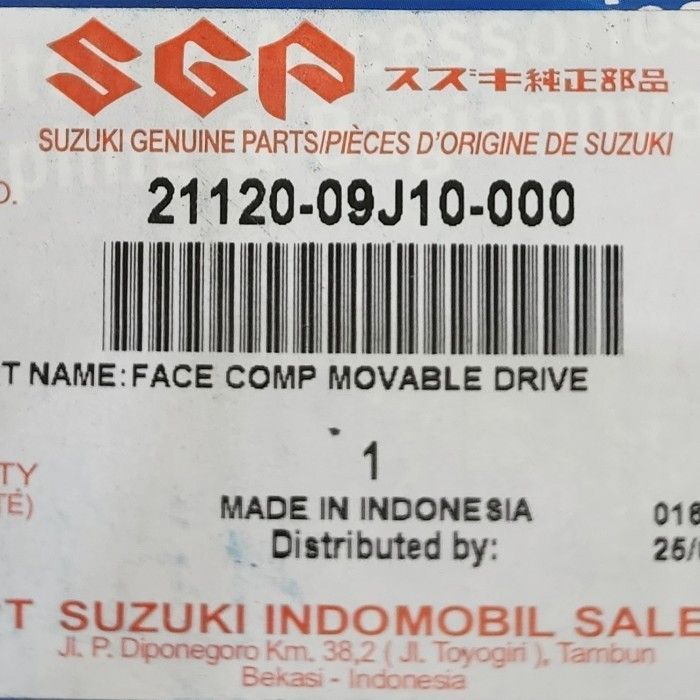 SGP スズキ純正部品
SUZUKI GENUINE PARTS/PIÈCES D'ORIGINE DE SUZUKI
O. 21120-09J10-000
T NAME: FACE COMP MOVABLE DRIVE
1
TY
TÉ)
MADE IN INDONESIA 016
Distributed by: 25/
PT SUZUKI INDOMOBIL SALE
Jl. P. Diponegoro Km. 38,2 ( Jl. Toyogiri ), Tambun
Bekasi - Indonesia